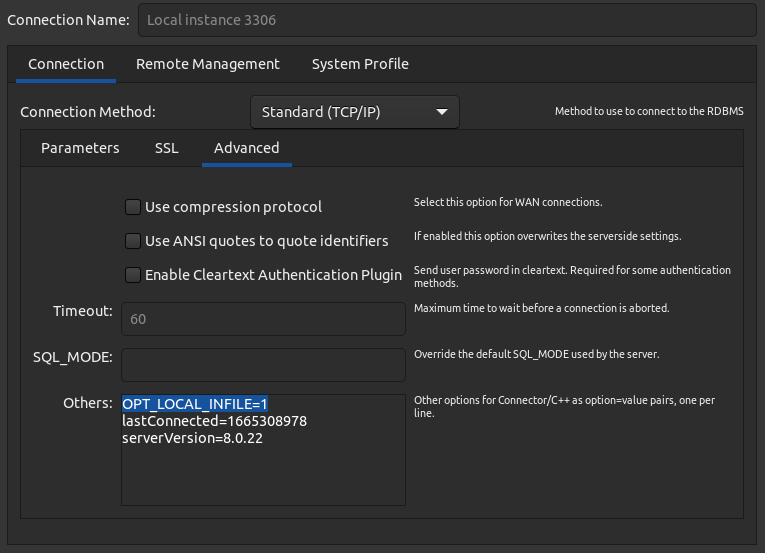 Connection Name: Local instance 3306
Connection Remote Management System Profile
Connection Method: Standard (TCP/IP) Method to use to connect to the RDBMS
Parameters SSL Advanced
Use compression protocol Select this option for WAN connections.
Use ANSI quotes to quote identifiers If enabled this option overwrites the serverside settings.
Enable Cleartext Authentication Plugin Send user password in cleartext. Required for some authentication
methods.
Timeout: 60 Maximum time to wait before a connection is aborted.
SQL_MODE: Override the default SQL_MODE used by the server.
Others: OPT_LOCAL_INFILE=1 Other options for Connector/C++ as option=value pairs, one per
line.
lastConnected=1665308978
serverVersion=8.0.22